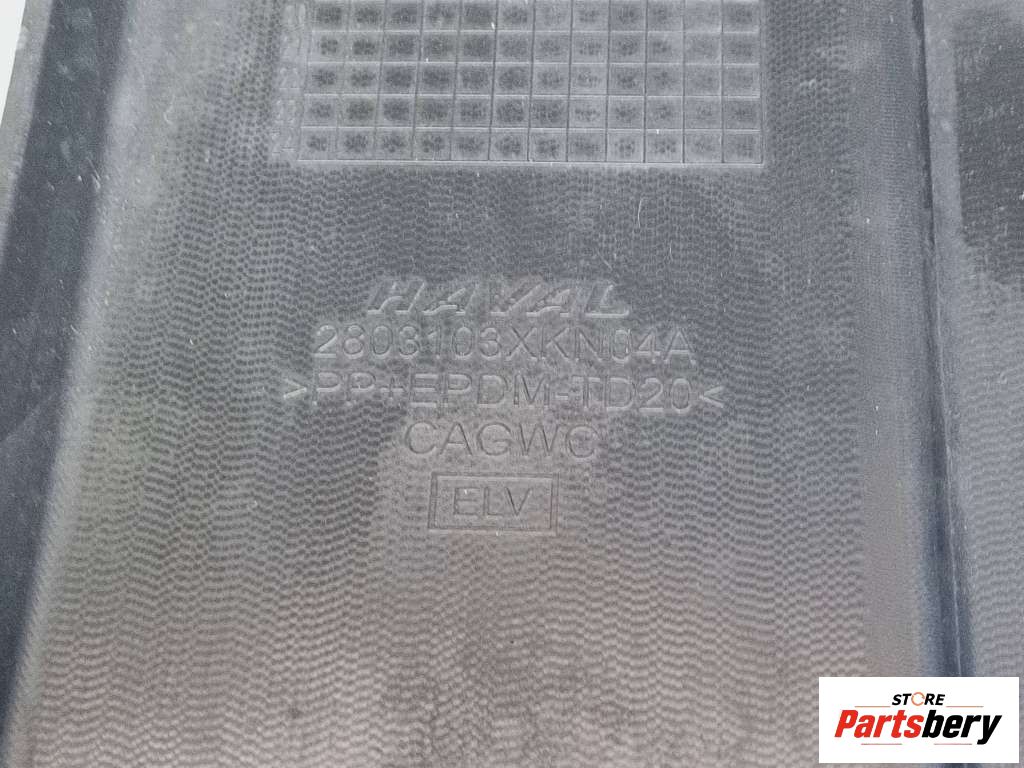 HAVAL
2803103XKN04A
>PP+EPDM-TD20<
CAGWC
ELV
STORE
Partsbery